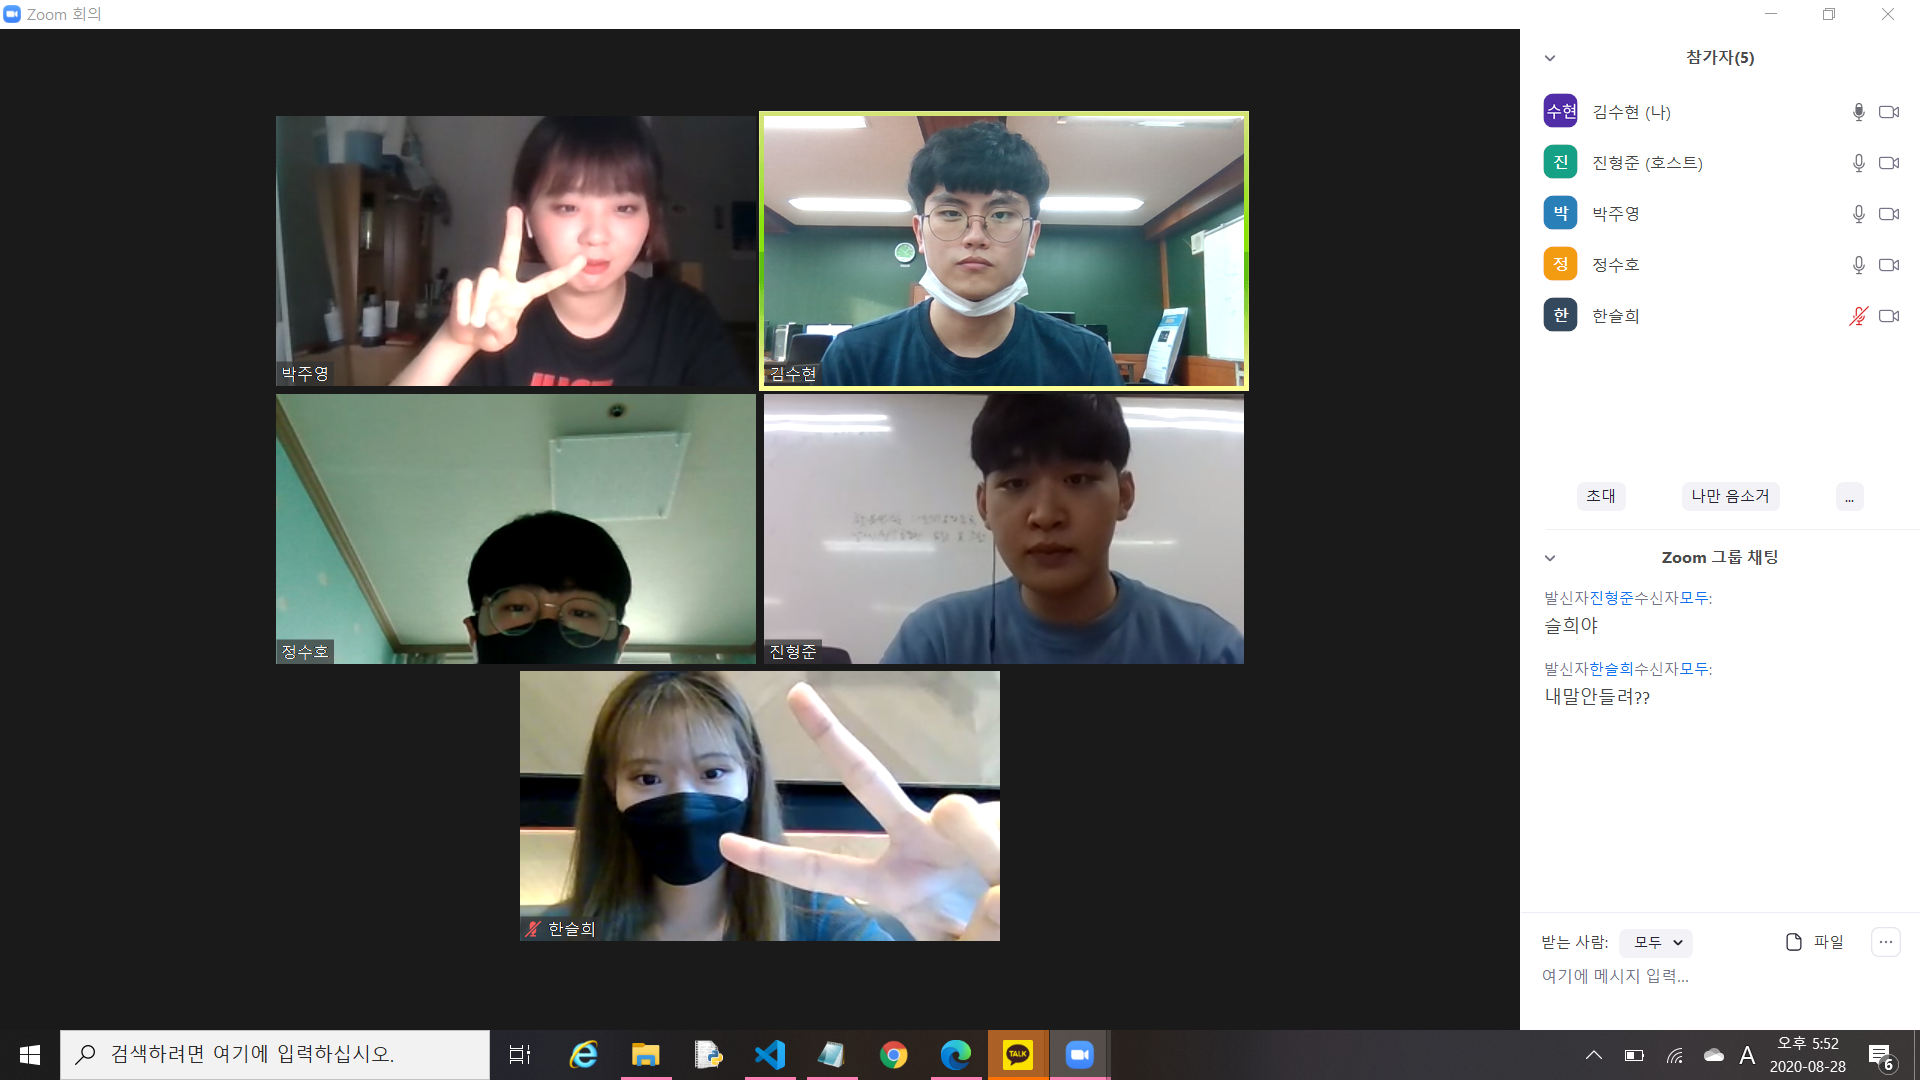 Zoom 회의
박주영
김수현
정수호
진형준
한슬희
참가자(5)
수현 김수현 (나)
진 진형준 (호스트)
박 박주영
정 정수호
한 한슬희
초대 나만 음소거 ...
Zoom 그룹 채팅
발신자진형준수신자모두:
슬희야
발신자한슬희수신자모두:
내말안들려??
받는 사람: 모두 파일 ...
여기에 메시지 입력...
검색하려면 여기에 입력하십시오.
TALK
A
오후 5:52
2020-08-28
6